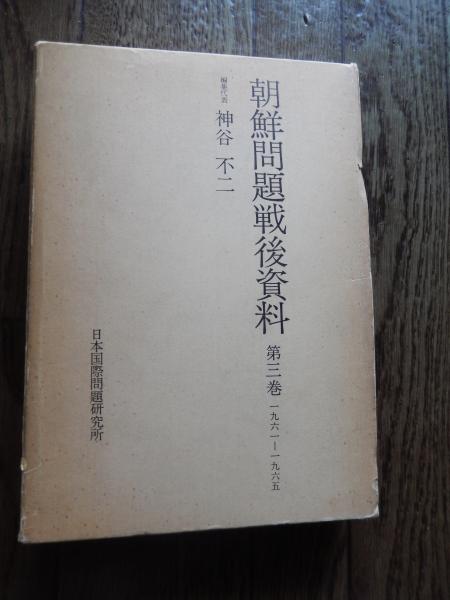 朝鮮問題戦後資料 第三巻 一九六一―一九六五
編集代表 神谷不二
日本国際問題研究所